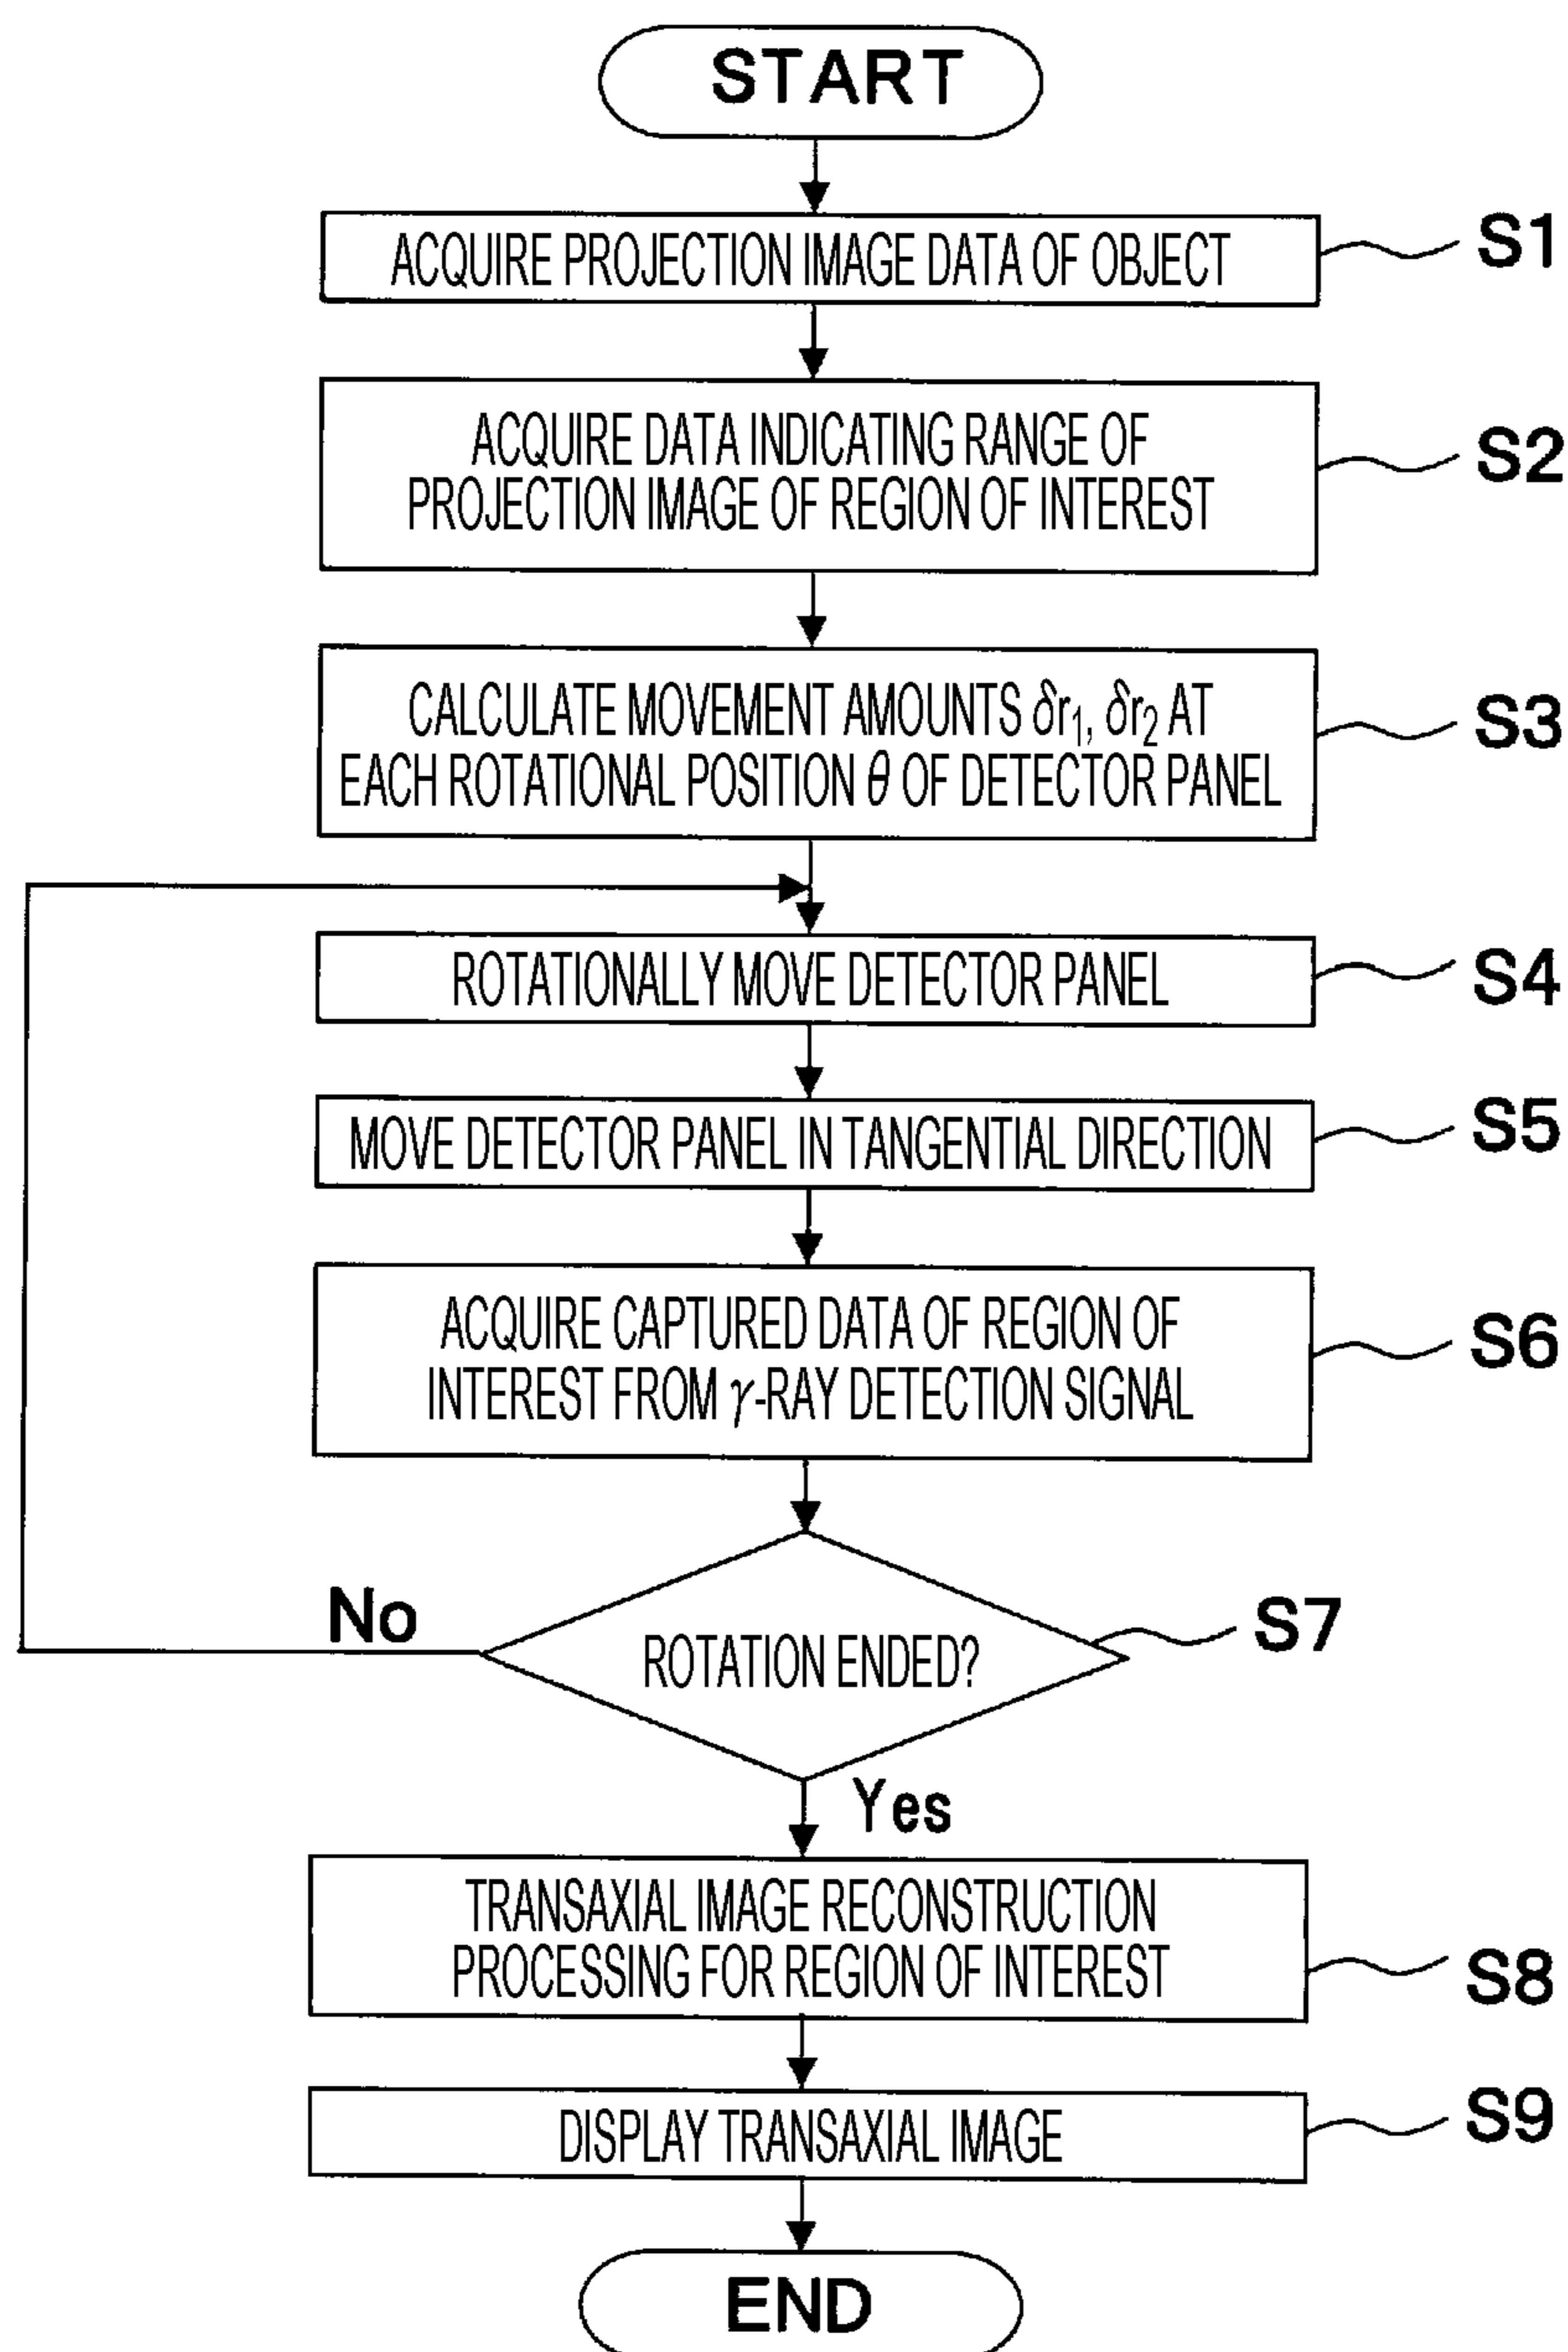 START
ACQUIRE PROJECTION IMAGE DATA OF OBJECT
S1
ACQUIRE DATA INDICATING RANGE OF
PROJECTION IMAGE OF REGION OF INTEREST
S2
CALCULATE MOVEMENT AMOUNTS δr₁, δr₂ AT
EACH ROTATIONAL POSITION θ OF DETECTOR PANEL
S3
ROTATIONALLY MOVE DETECTOR PANEL
S4
MOVE DETECTOR PANEL IN TANGENTIAL DIRECTION
S5
ACQUIRE CAPTURED DATA OF REGION OF
INTEREST FROM γ-RAY DETECTION SIGNAL
S6
No
ROTATION ENDED?
S7
Yes
TRANSAXIAL IMAGE RECONSTRUCTION
PROCESSING FOR REGION OF INTEREST
S8
DISPLAY TRANSAXIAL IMAGE
S9
END